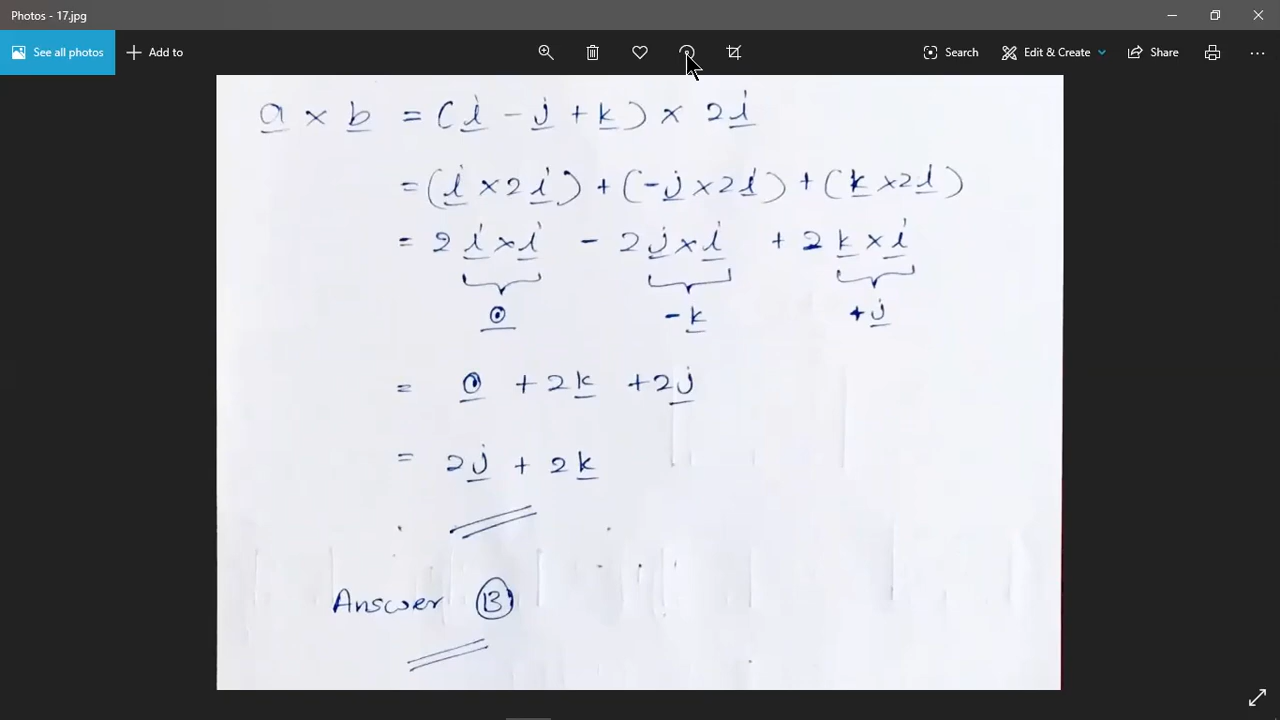 Photos - 17.jpg
See all photos
Add to
Search
Edit & Create
Share
a × b = (i - j + k) × 2i
= (i × 2i) + (-j × 2i) + (k × 2i)
= 2 i × i - 2 j × i + 2 k × i
0 - k + j
= 0 + 2k + 2j
= 2j + 2k
Answer B